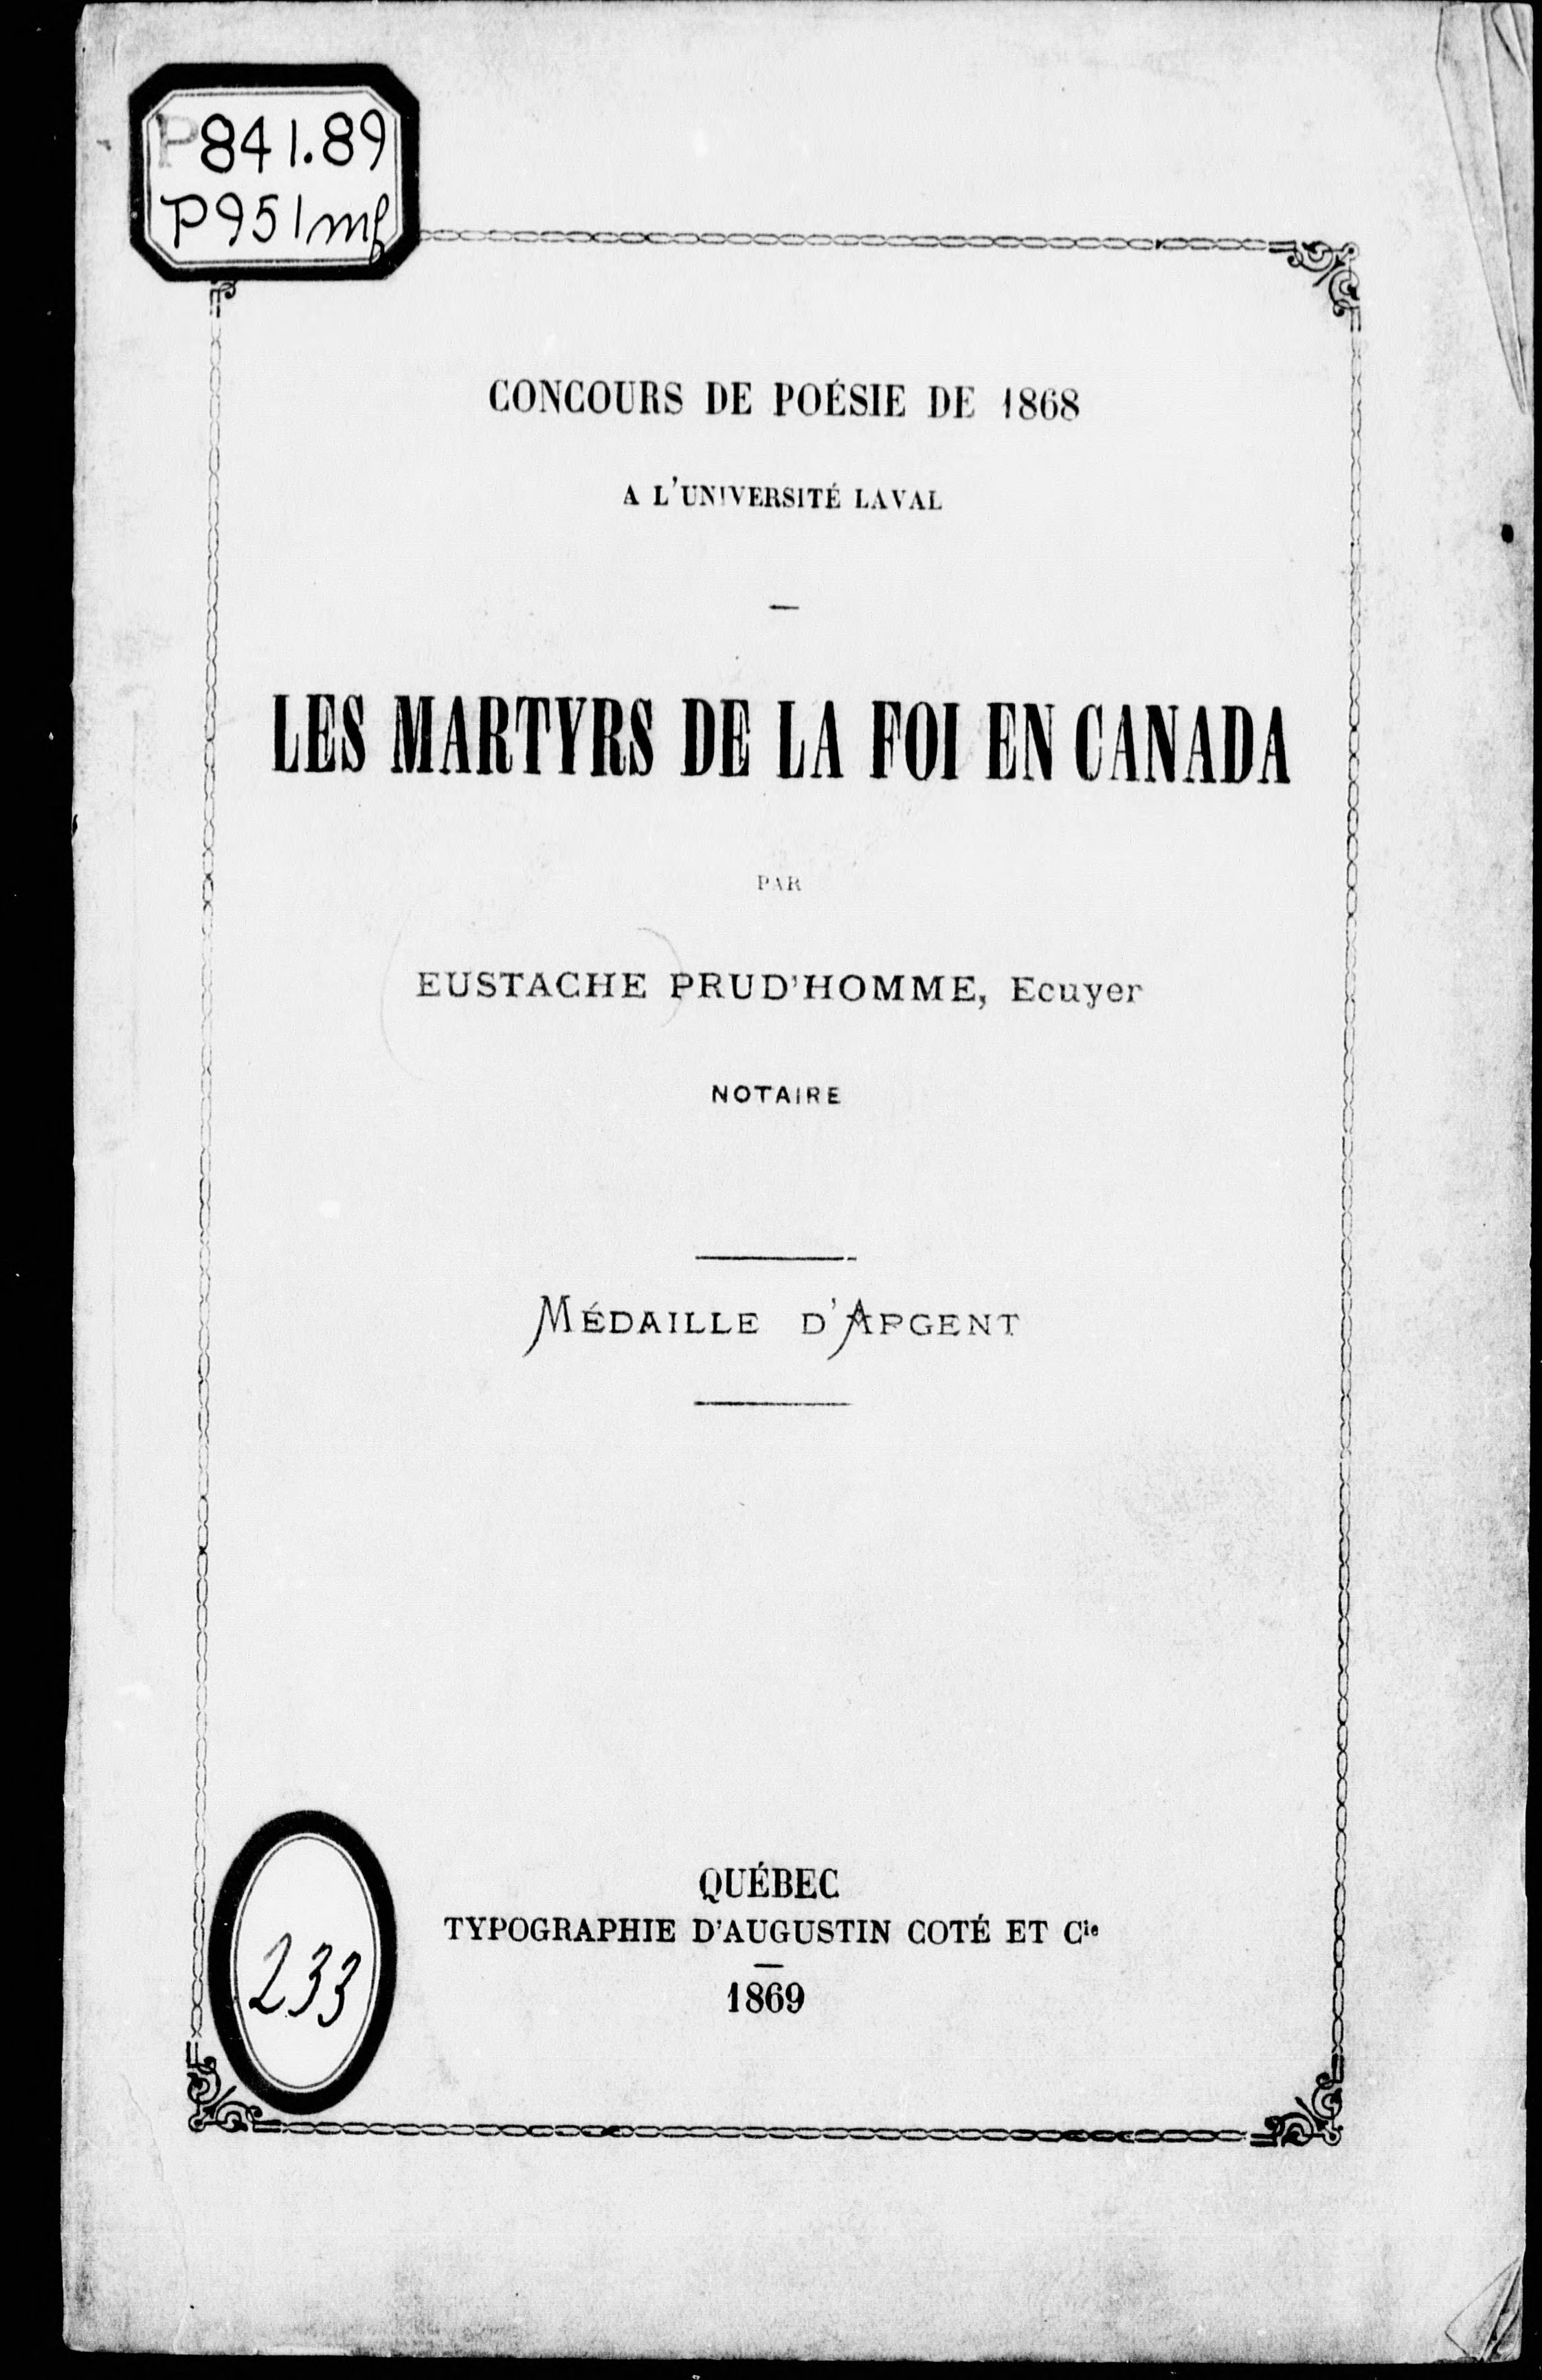 P841.89
P951mf
CONCOURS DE POÉSIE DE 1868
A L'UNIVERSITÉ LAVAL
LES MARTYRS DE LA FOI EN CANADA
PAR
EUSTACHE PRUD'HOMME, Ecuyer
NOTAIRE
MÉDAILLE D'ARGENT
QUÉBEC
TYPOGRAPHIE D'AUGUSTIN COTÉ ET Cie
1869
233